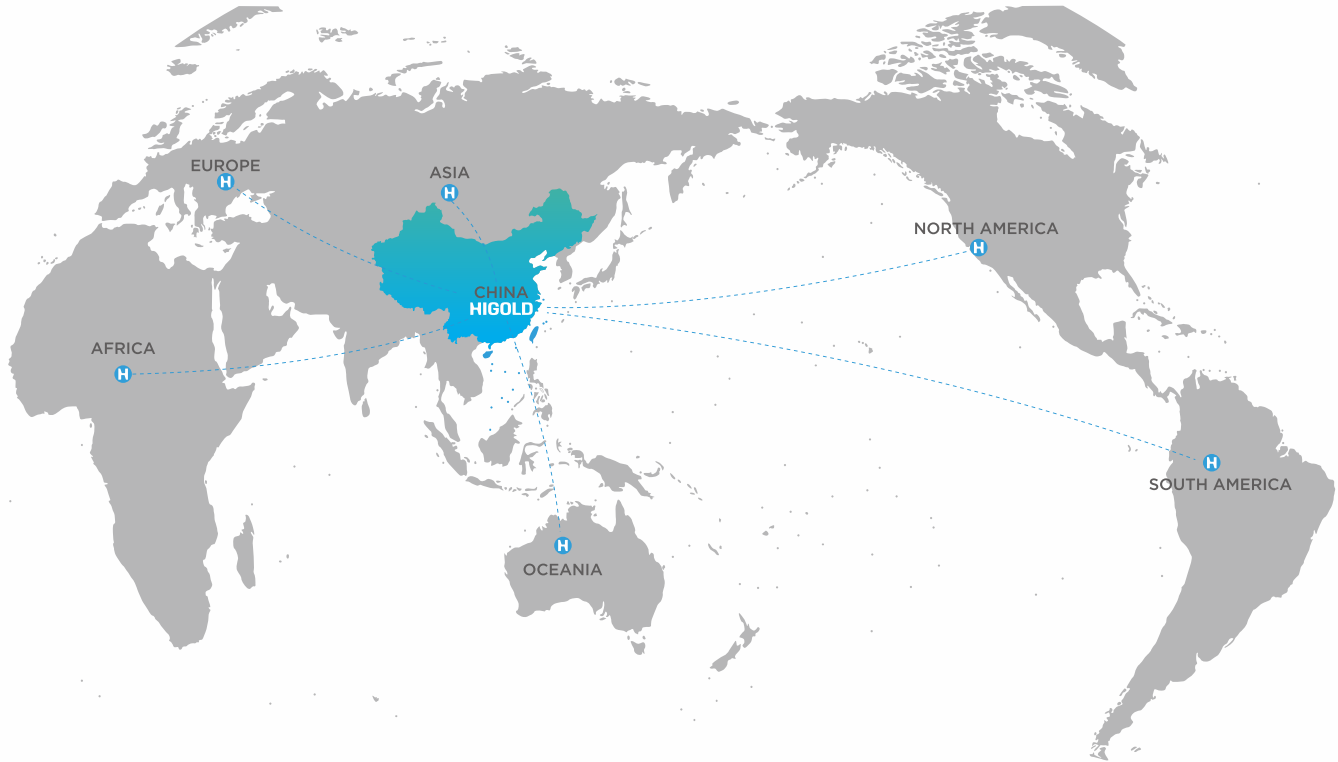 EUROPE
H
ASIA
H
NORTH AMERICA
H
CHINA
HIGOLD
AFRICA
H
H
SOUTH AMERICA
H
OCEANIA